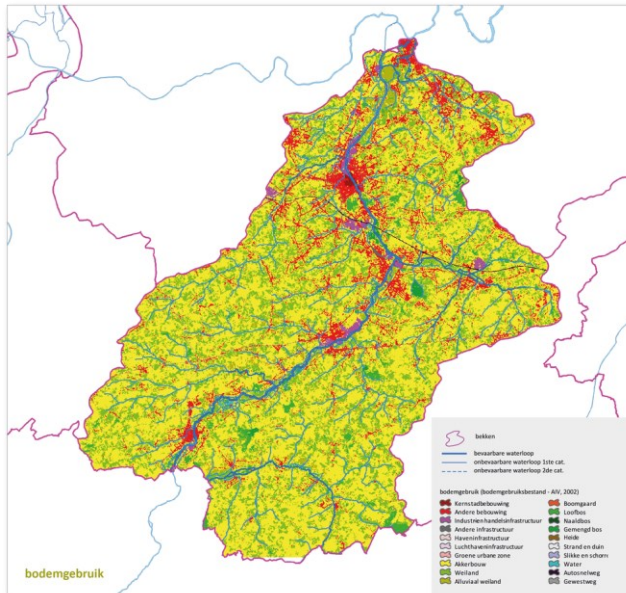 bekken
bevaarbare waterloop
onbevaarbare waterloop 1ste cat.
onbevaarbare waterloop 2de cat.
bodemgebruik (bodemgebruiksbestand - AIV, 2002)
Kernstadbebouwing
Andere bebouwing
Industrie en handelsinfrastructuur
Andere infrastructuur
Haveninfrastructuur
Luchthaveninfrastructuur
Groene urbane zone
Akkerbouw
Weiland
Alluviaal weiland
Boomgaard
Loofbos
Naaldbos
Gemengd bos
Heide
Strand en duin
Slikke en schorre
Water
Autosnelweg
Gewestweg
bodemgebruik